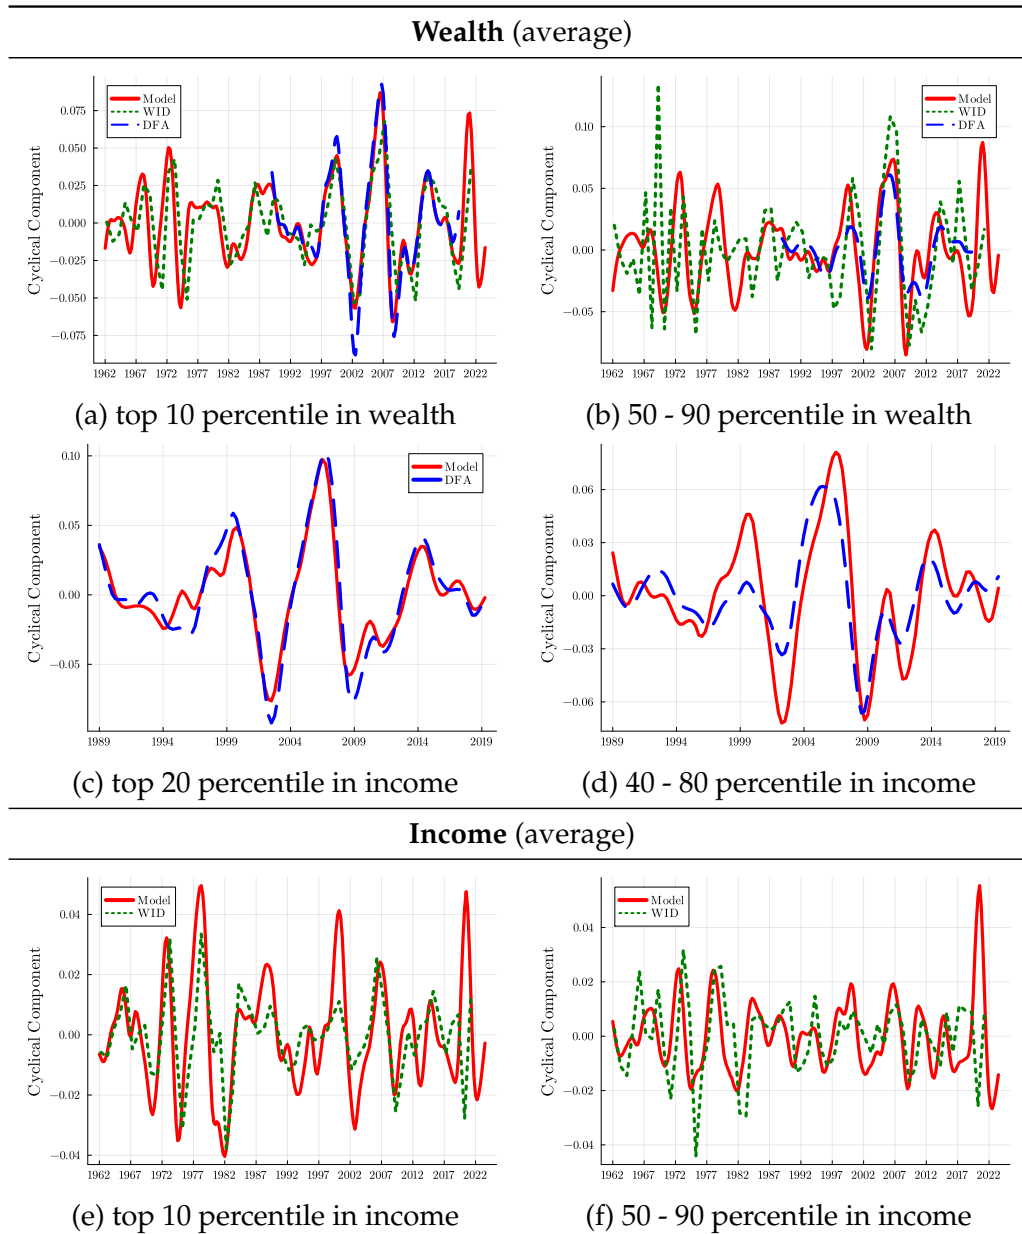 Wealth (average)
Cyclical Component
0.075
0.050
0.025
0.000
−0.025
−0.050
−0.075
Model
WID
DFA
1962 1967 1972 1977 1982 1987 1992 1997 2002 2007 2012 2017 2022
(a) top 10 percentile in wealth
Cyclical Component
0.10
0.05
0.00
−0.05
Model
WID
DFA
1962 1967 1972 1977 1982 1987 1992 1997 2002 2007 2012 2017 2022
(b) 50 - 90 percentile in wealth
Cyclical Component
0.10
0.05
0.00
−0.05
Model
DFA
1989 1994 1999 2004 2009 2014 2019
(c) top 20 percentile in income
Cyclical Component
0.06
0.03
0.00
−0.03
−0.06
1989 1994 1999 2004 2009 2014 2019
(d) 40 - 80 percentile in income
Income (average)
Cyclical Component
0.04
0.02
0.00
−0.02
−0.04
Model
WID
1962 1967 1972 1977 1982 1987 1992 1997 2002 2007 2012 2017 2022
(e) top 10 percentile in income
Cyclical Component
0.04
0.02
0.00
−0.02
−0.04
Model
WID
1962 1967 1972 1977 1982 1987 1992 1997 2002 2007 2012 2017 2022
(f) 50 - 90 percentile in income